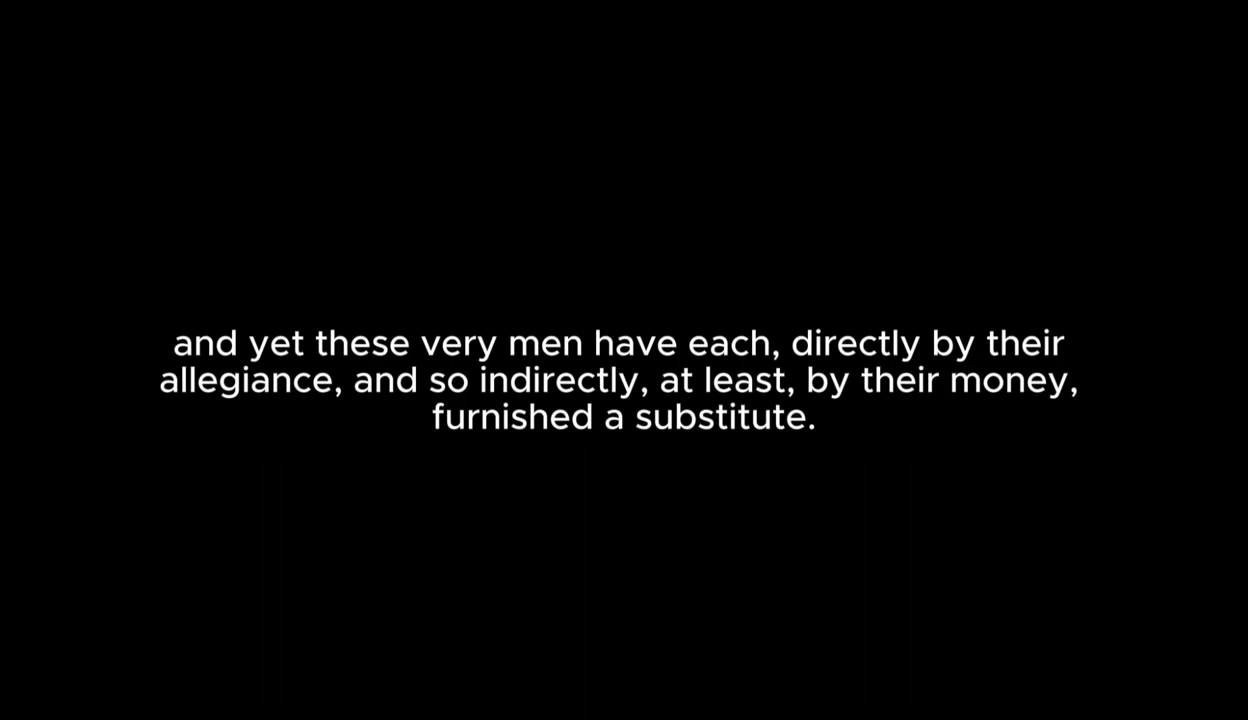 and yet these very men have each, directly by their
allegiance, and so indirectly, at least, by their money,
furnished a substitute.